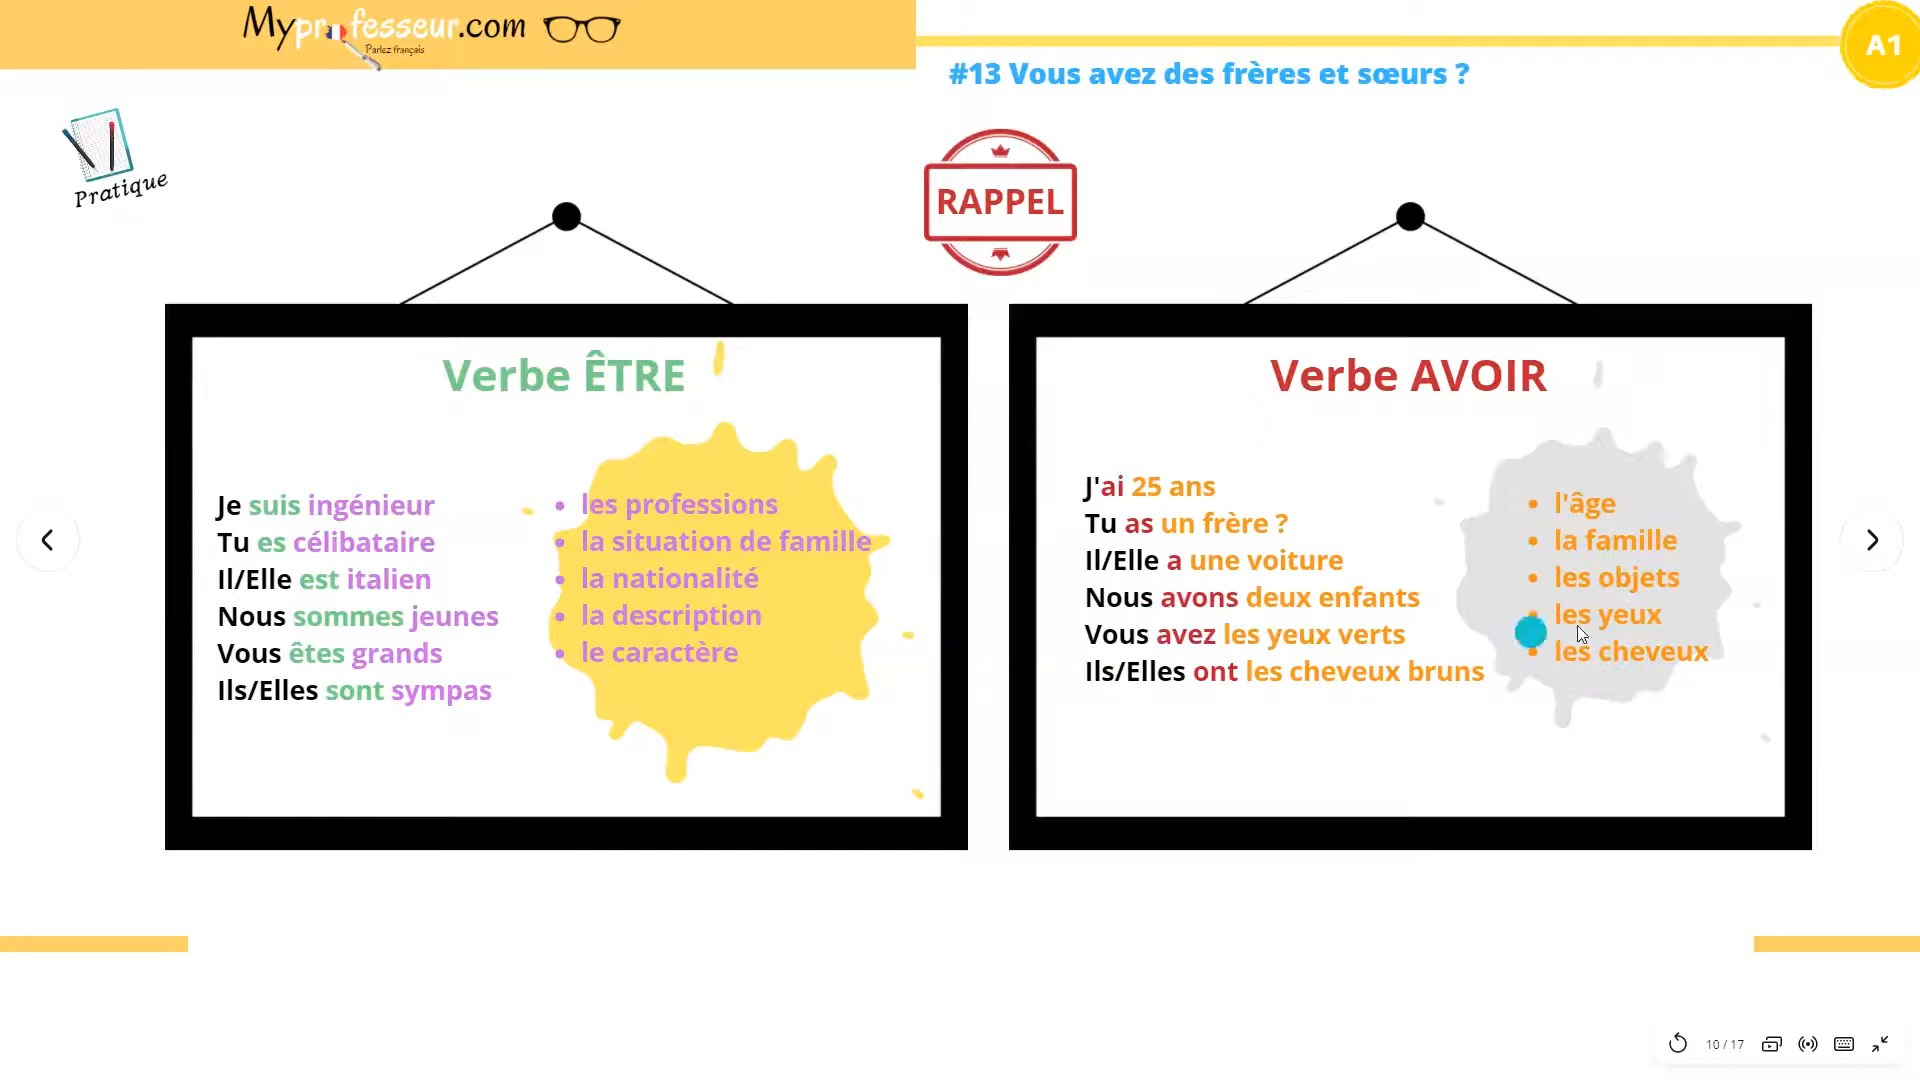 Myprofesseur.com
Parlez français
A1
#13 Vous avez des frères et sœurs ?
Pratique
RAPPEL
Verbe ÊTRE
Je suis ingénieur
Tu es célibataire
Il/Elle est italien
Nous sommes jeunes
Vous êtes grands
Ils/Elles sont sympas
• les professions
• la situation de famille
• la nationalité
• la description
• le caractère
Verbe AVOIR
J'ai 25 ans
Tu as un frère ?
Il/Elle a une voiture
Nous avons deux enfants
Vous avez les yeux verts
Ils/Elles ont les cheveux bruns
• l'âge
• la famille
• les objets
• les yeux
• les cheveux
10 / 17